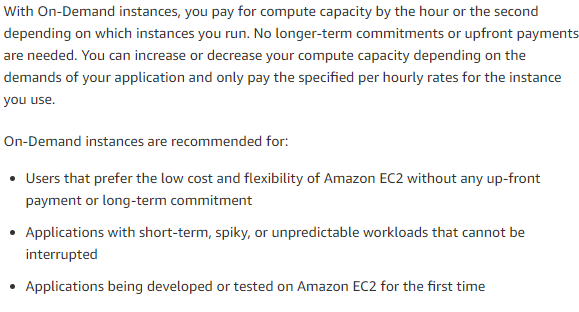 With On-Demand instances, you pay for compute capacity by the hour or the second
depending on which instances you run. No longer-term commitments or upfront payments
are needed. You can increase or decrease your compute capacity depending on the
demands of your application and only pay the specified per hourly rates for the instance
you use.
On-Demand instances are recommended for:
• Users that prefer the low cost and flexibility of Amazon EC2 without any up-front
payment or long-term commitment
• Applications with short-term, spiky, or unpredictable workloads that cannot be
interrupted
• Applications being developed or tested on Amazon EC2 for the first time